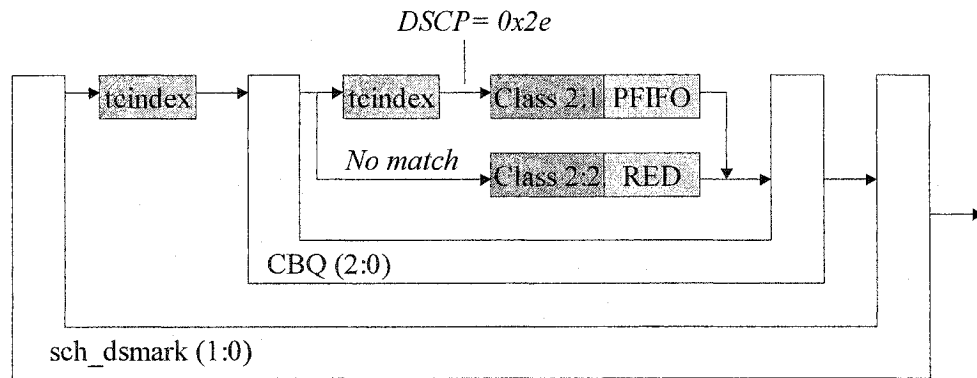 DSCP= 0x2e
tcindex
tcindex
Class 2:1 PFIFO
No match
Class 2:2 RED
CBQ (2:0)
sch_dsmark (1:0)